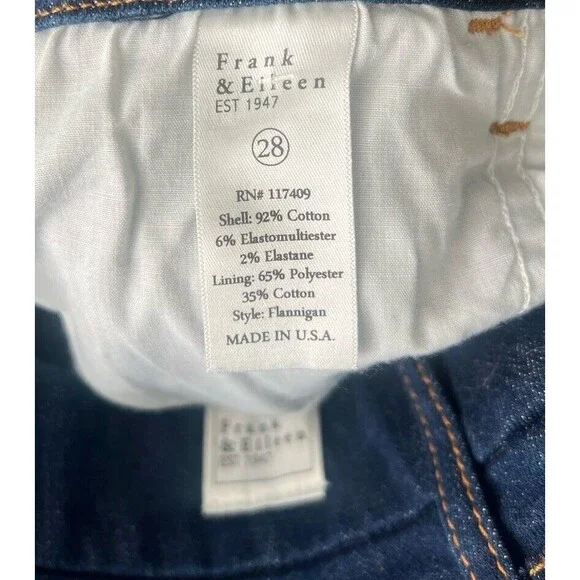 Frank
& Eileen
EST 1947
28
RN# 117409
Shell: 92% Cotton
6% Elastomultiester
2% Elastane
Lining: 65% Polyester
35% Cotton
Style: Flannigan
MADE IN U.S.A.
Frank
& Eileen
EST 1947